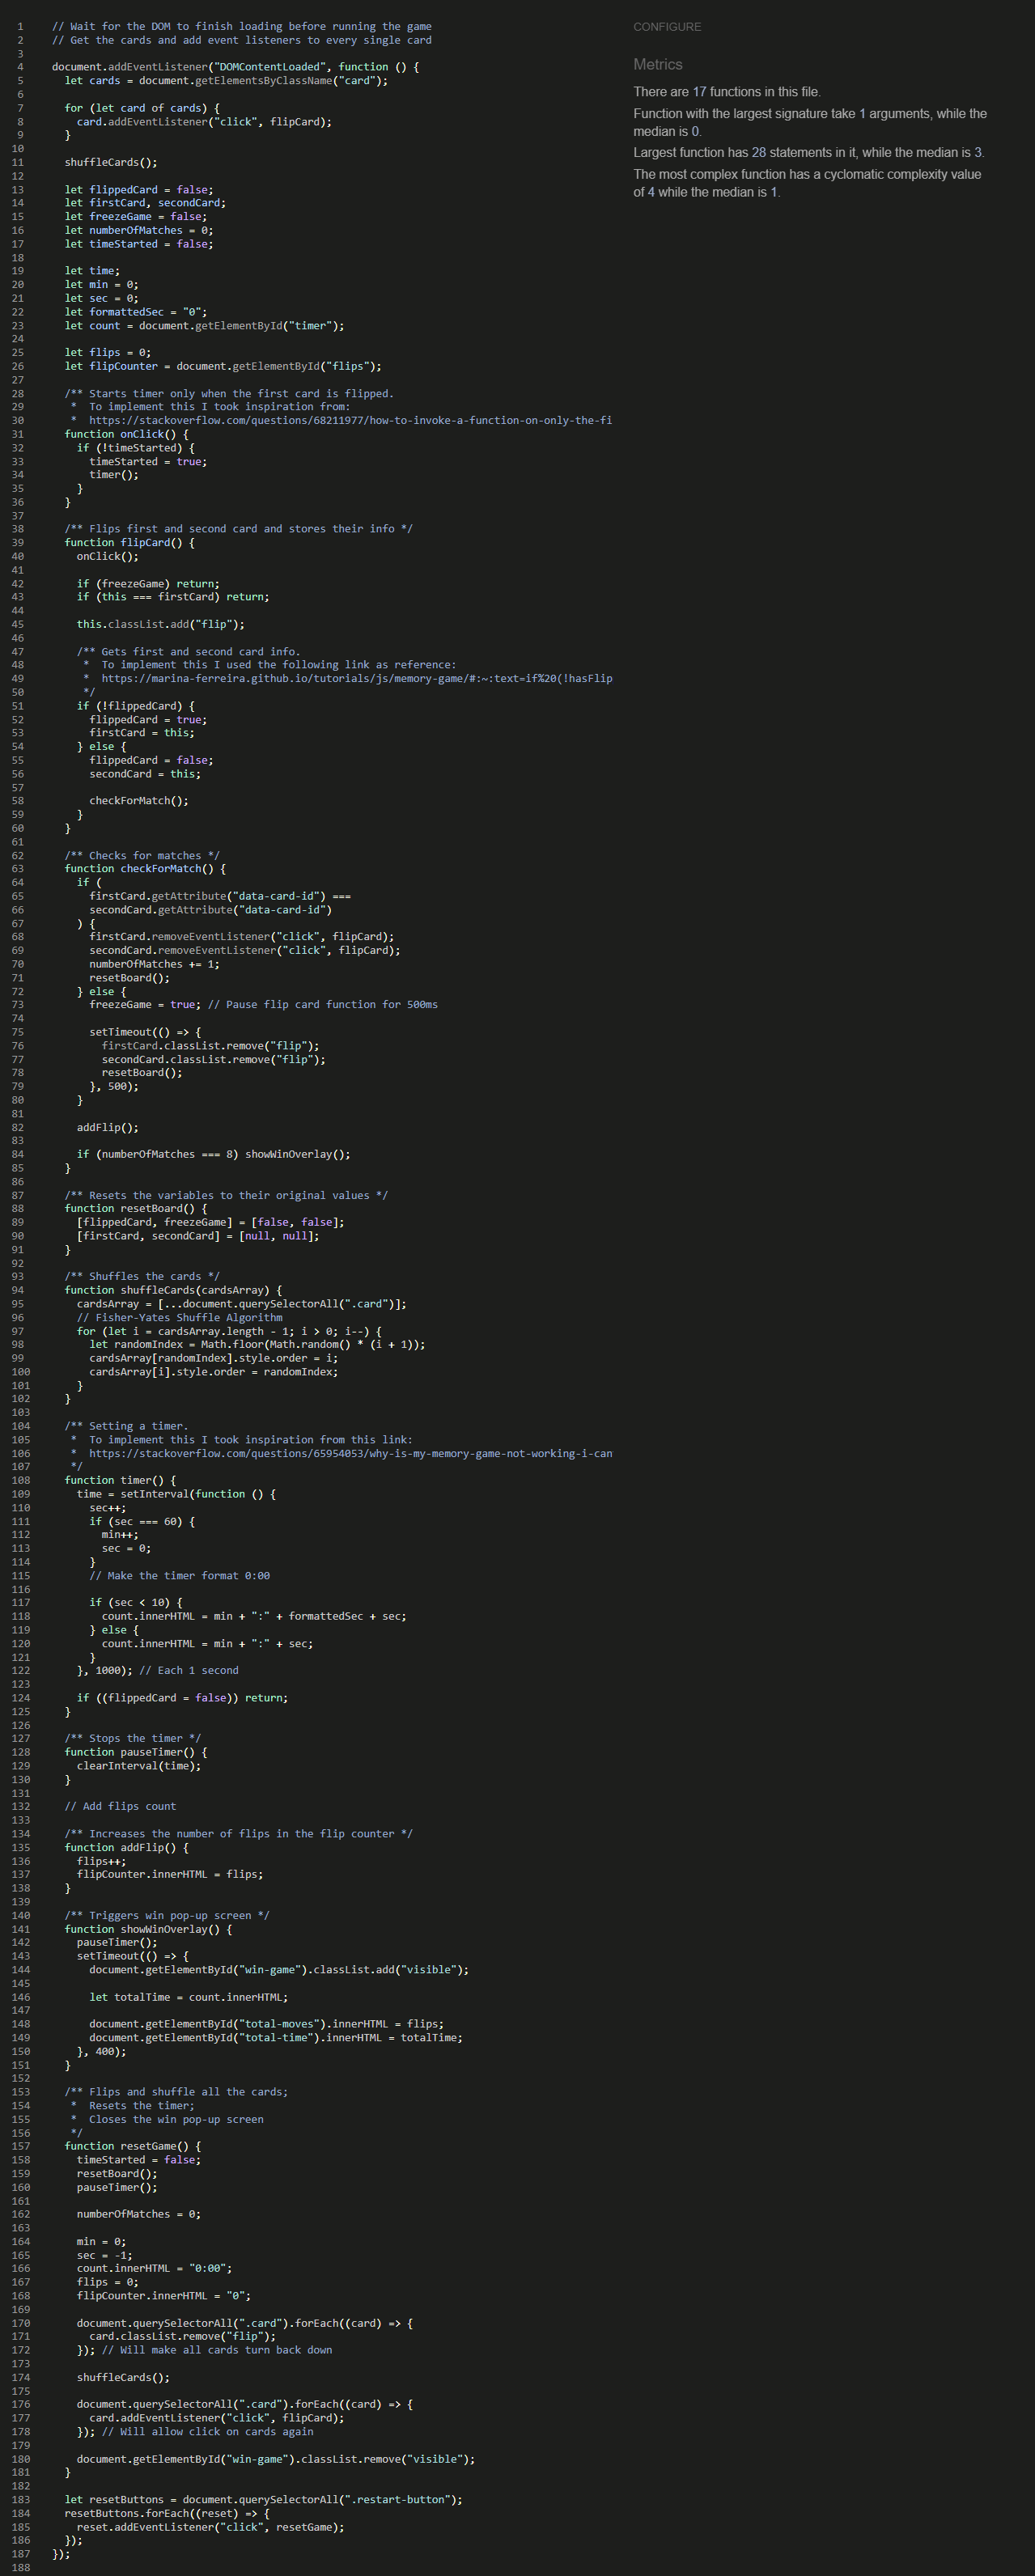 1 // Wait for the DOM to finish loading before running the game
2 // Get the cards and add event listeners to every single card
3
4 document.addEventListener("DOMContentLoaded", function () {
5 let cards = document.getElementsByClassName("card");
6
7 for (let card of cards) {
8 card.addEventListener("click", flipCard);
9 }
10
11 shuffleCards();
12
13 let flippedCard = false;
14 let firstCard, secondCard;
15 let freezeGame = false;
16 let numberOfMatches = 0;
17 let timeStarted = false;
18
19 let time;
20 let min = 0;
21 let sec = 0;
22 let formattedSec = "0";
23 let count = document.getElementById("timer");
24
25 let flips = 0;
26 let flipCounter = document.getElementById("flips");
27
28 /** Starts timer only when the first card is flipped.
29 * To implement this I took inspiration from:
30 * https://stackoverflow.com/questions/68211977/how-to-invoke-a-function-on-only-the-fi
31 function onClick() {
32 if (!timeStarted) {
33 timeStarted = true;
34 timer();
35 }
36 }
37
38 /** Flips first and second card and stores their info */
39 function flipCard() {
40 onClick();
41
42 if (freezeGame) return;
43 if (this === firstCard) return;
44
45 this.classList.add("flip");
46
47 /** Gets first and second card info.
48 * To implement this I used the following link as reference:
49 * https://marina-ferreira.github.io/tutorials/js/memory-game/#:~:text=if%20(!hasFlip
50 */
51 if (!flippedCard) {
52 flippedCard = true;
53 firstCard = this;
54 } else {
55 flippedCard = false;
56 secondCard = this;
57
58 checkForMatch();
59 }
60 }
61
62 /** Checks for matches */
63 function checkForMatch() {
64 if (
65 firstCard.getAttribute("data-card-id") ===
66 secondCard.getAttribute("data-card-id")
67 ) {
68 firstCard.removeEventListener("click", flipCard);
69 secondCard.removeEventListener("click", flipCard);
70 numberOfMatches += 1;
71 resetBoard();
72 } else {
73 freezeGame = true; // Pause flip card function for 500ms
74
75 setTimeout(() => {
76 firstCard.classList.remove("flip");
77 secondCard.classList.remove("flip");
78 resetBoard();
79 }, 500);
80 }
81
82 addFlip();
83
84 if (numberOfMatches === 8) showWinOverlay();
85 }
86
87 /** Resets the variables to their original values */
88 function resetBoard() {
89 [flippedCard, freezeGame] = [false, false];
90 [firstCard, secondCard] = [null, null];
91 }
92
93 /** Shuffles the cards */
94 function shuffleCards(cardsArray) {
95 cardsArray = [...document.querySelectorAll(".card")];
96 // Fisher-Yates Shuffle Algorithm
97 for (let i = cardsArray.length - 1; i > 0; i--) {
98 let randomIndex = Math.floor(Math.random() * (i + 1));
99 cardsArray[randomIndex].style.order = i;
100 cardsArray[i].style.order = randomIndex;
101 }
102 }
103
104 /** Setting a timer.
105 * To implement this I took inspiration from this link:
106 * https://stackoverflow.com/questions/65954053/why-is-my-memory-game-not-working-i-can
107 */
108 function timer() {
109 time = setInterval(function () {
110 sec++;
111 if (sec === 60) {
112 min++;
113 sec = 0;
114 }
115 // Make the timer format 0:00
116
117 if (sec < 10) {
118 count.innerHTML = min + ":" + formattedSec + sec;
119 } else {
120 count.innerHTML = min + ":" + sec;
121 }
122 }, 1000); // Each 1 second
123
124 if ((flippedCard = false)) return;
125 }
126
127 /** Stops the timer */
128 function pauseTimer() {
129 clearInterval(time);
130 }
131
132 // Add flips count
133
134 /** Increases the number of flips in the flip counter */
135 function addFlip() {
136 flips++;
137 flipCounter.innerHTML = flips;
138 }
139
140 /** Triggers win pop-up screen */
141 function showWinOverlay() {
142 pauseTimer();
143 setTimeout(() => {
144 document.getElementById("win-game").classList.add("visible");
145
146 let totalTime = count.innerHTML;
147
148 document.getElementById("total-moves").innerHTML = flips;
149 document.getElementById("total-time").innerHTML = totalTime;
150 }, 400);
151 }
152
153 /** Flips and shuffle all the cards;
154 * Resets the timer;
155 * Closes the win pop-up screen
156 */
157 function resetGame() {
158 timeStarted = false;
159 resetBoard();
160 pauseTimer();
161
162 numberOfMatches = 0;
163
164 min = 0;
165 sec = -1;
166 count.innerHTML = "0:00";
167 flips = 0;
168 flipCounter.innerHTML = "0";
169
170 document.querySelectorAll(".card").forEach((card) => {
171 card.classList.remove("flip");
172 }); // Will make all cards turn back down
173
174 shuffleCards();
175
176 document.querySelectorAll(".card").forEach((card) => {
177 card.addEventListener("click", flipCard);
178 }); // Will allow click on cards again
179
180 document.getElementById("win-game").classList.remove("visible");
181 }
182
183 let resetButtons = document.querySelectorAll(".restart-button");
184 resetButtons.forEach((reset) => {
185 reset.addEventListener("click", resetGame);
186 });
187 });
188
CONFIGURE
Metrics
There are 17 functions in this file.
Function with the largest signature take 1 arguments, while the
median is 0.
Largest function has 28 statements in it, while the median is 3.
The most complex function has a cyclomatic complexity value
of 4 while the median is 1.